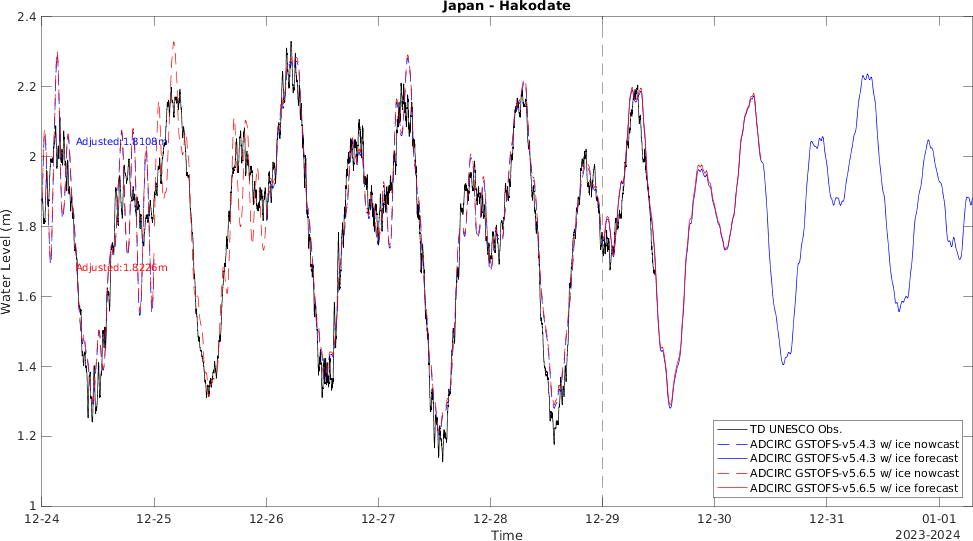 Japan - Hakodate
2.4
2.2
2
1.8
1.6
1.4
1.2
1
Water Level (m)
Adjusted:1.8108m
Adjusted:1.8226m
TD UNESCO Obs.
ADCIRC GSTOFS-v5.4.3 w/ ice nowcast
ADCIRC GSTOFS-v5.4.3 w/ ice forecast
ADCIRC GSTOFS-v5.6.5 w/ ice nowcast
ADCIRC GSTOFS-v5.6.5 w/ ice forecast
12-24 12-25 12-26 12-27 12-28 12-29 12-30 12-31 01-01
Time
2023-2024